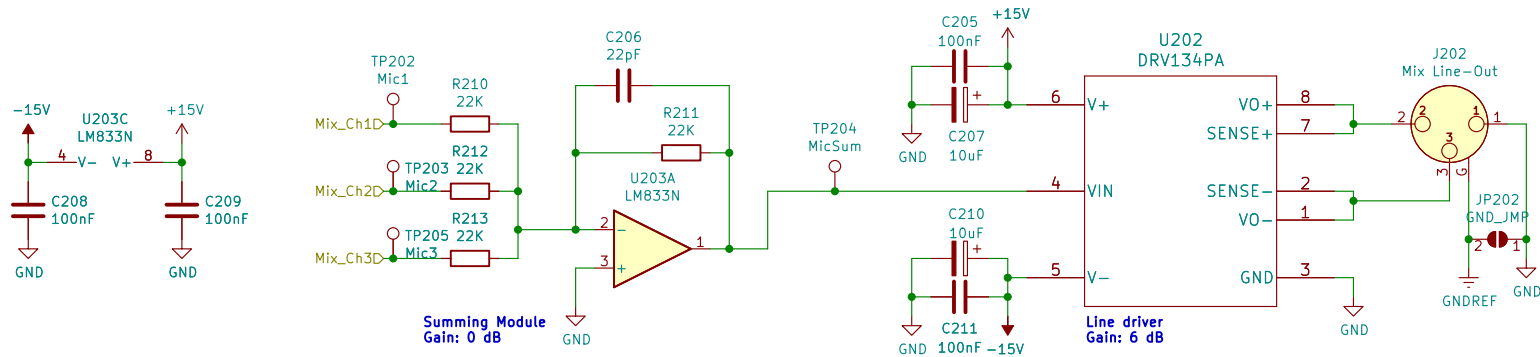 -15V
U203C
LM833N
+15V
4
V-
V+
8
C208
100nF
C209
100nF
GND
GND
TP202
Mic1
Mix_Ch1
R210
22K
TP203
Mic2
Mix_Ch2
R212
22K
TP205
Mic3
Mix_Ch3
R213
22K
C206
22pF
R211
22K
U203A
LM833N
2
-
3
+
1
GND
Summing Module
Gain: 0 dB
TP204
MicSum
C205
100nF
+15V
+
C207
10uF
GND
C210
10uF
+
C211
100nF
GND
-15V
U202
DRV134PA
6
V+
4
VIN
5
V-
VO+
8
SENSE+
7
SENSE-
2
VO-
1
GND
3
GND
Line driver
Gain: 6 dB
J202
Mix Line-Out
2
2
1
1
3
3
G
JP202
GND_JMP
2
1
GNDREF
GND